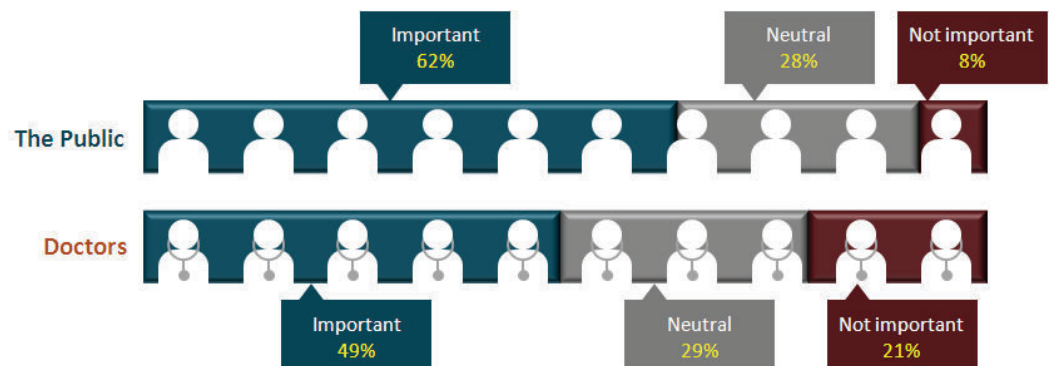 Important
62%
Neutral
28%
Not important
8%
The Public
Doctors
Important
49%
Neutral
29%
Not important
21%